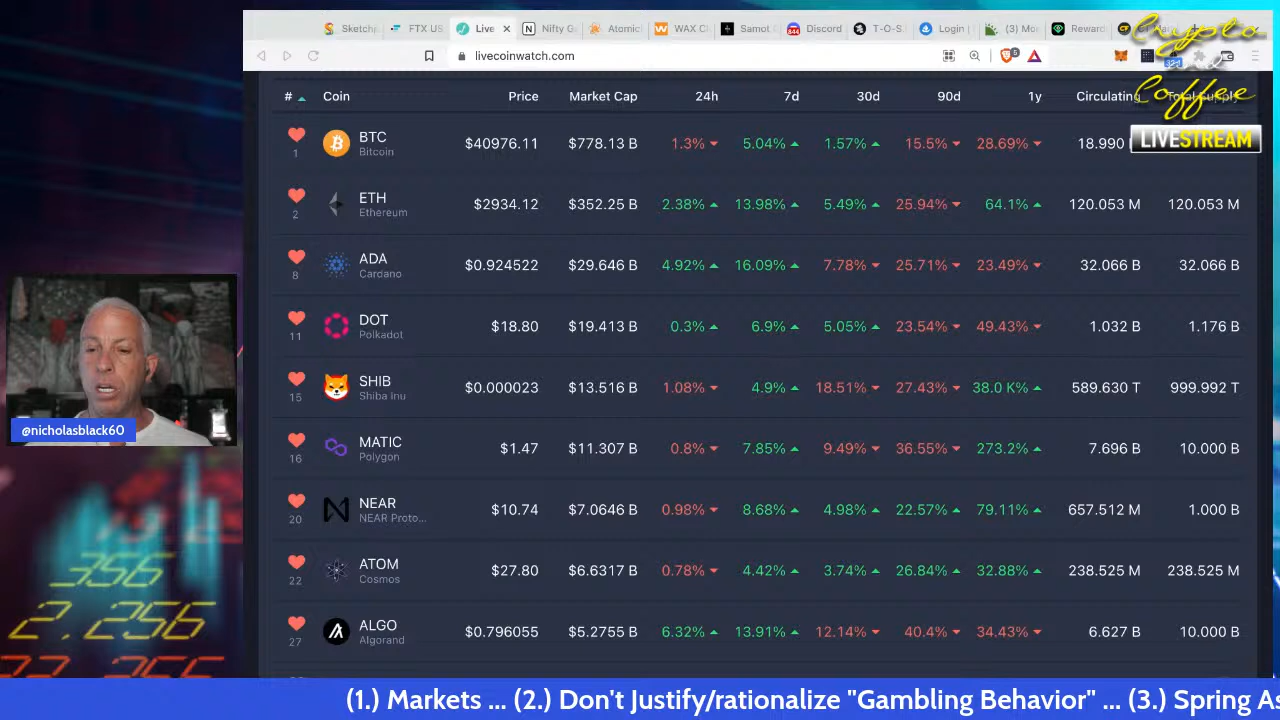 Sketch
FTX US
Live
Nifty G
Atomic
WAX C
Samot
844
Discord
T-O-S
Login
(3) Mo
Reward
Crypto
and
Coffee
LIVESTREAM
livecoinwatch.com
5
# Coin Price Market Cap 24h 7d 30d 90d 1y Circulating Total Supply
1 BTC Bitcoin $40976.11 $778.13 B 1.3% 5.04% 1.57% 15.5% 28.69% 18.990
2 ETH Ethereum $2934.12 $352.25 B 2.38% 13.98% 5.49% 25.94% 64.1% 120.053 M 120.053 M
8 ADA Cardano $0.924522 $29.646 B 4.92% 16.09% 7.78% 25.71% 23.49% 32.066 B 32.066 B
11 DOT Polkadot $18.80 $19.413 B 0.3% 6.9% 5.05% 23.54% 49.43% 1.032 B 1.176 B
15 SHIB Shiba Inu $0.000023 $13.516 B 1.08% 4.9% 18.51% 27.43% 38.0 K% 589.630 T 999.992 T
16 MATIC Polygon $1.47 $11.307 B 0.8% 7.85% 9.49% 36.55% 273.2% 7.696 B 10.000 B
20 NEAR NEAR Proto... $10.74 $7.0646 B 0.98% 8.68% 4.98% 22.57% 79.11% 657.512 M 1.000 B
22 ATOM Cosmos $27.80 $6.6317 B 0.78% 4.42% 3.74% 26.84% 32.88% 238.525 M 238.525 M
27 ALGO Algorand $0.796055 $5.2755 B 6.32% 13.91% 12.14% 40.4% 34.43% 6.627 B 10.000 B
@nicholasblack60
356
2.256
(1.) Markets ... (2.) Don't Justify/rationalize "Gambling Behavior" ... (3.) Spring As